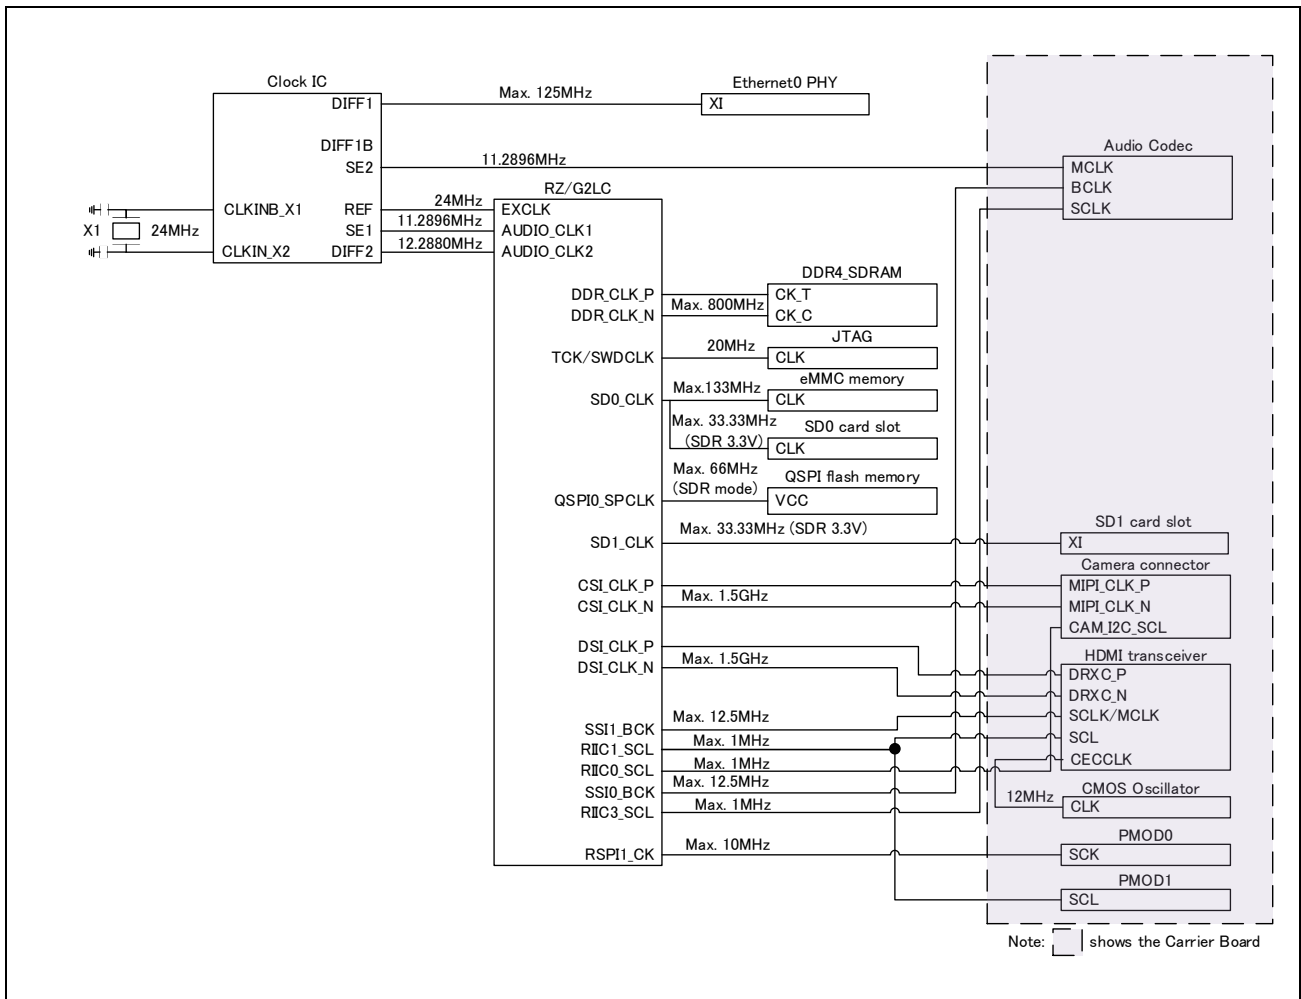 Clock IC
DIFF1
DIFF1B
SE2
CLKINB_X1
REF
SE1
CLKIN_X2
DIFF2
X1
24MHz
Max. 125MHz
Ethernet0 PHY
XI
11.2896MHz
24MHz
11.2896MHz
12.2880MHz
RZ/G2LC
EXCLK
AUDIO_CLK1
AUDIO_CLK2
DDR_CLK_P
DDR_CLK_N
TCK/SWDCLK
SD0_CLK
QSPI0_SPCLK
SD1_CLK
CSI_CLK_P
CSI_CLK_N
DSI_CLK_P
DSI_CLK_N
SSI1_BCK
RIIC1_SCL
RIIC0_SCL
SSI0_BCK
RIIC3_SCL
RSPI1_CK
Max. 800MHz
DDR4_SDRAM
CK_T
CK_C
20MHz
JTAG
CLK
Max.133MHz
eMMC memory
CLK
Max. 33.33MHz
(SDR 3.3V)
SD0 card slot
CLK
Max. 66MHz
(SDR mode)
QSPI flash memory
VCC
Max. 33.33MHz (SDR 3.3V)
Max. 1.5GHz
Max. 1.5GHz
Max. 12.5MHz
Max. 1MHz
Max. 1MHz
Max. 12.5MHz
Max. 1MHz
Max. 10MHz
Audio Codec
MCLK
BCLK
SCLK
SD1 card slot
XI
Camera connector
MIPI_CLK_P
MIPI_CLK_N
CAM_I2C_SCL
HDMI transceiver
DRXC_P
DRXC_N
SCLK/MCLK
SCL
CECCLK
12MHz
CMOS Oscillator
CLK
PMOD0
SCK
PMOD1
SCL
Note: shows the Carrier Board